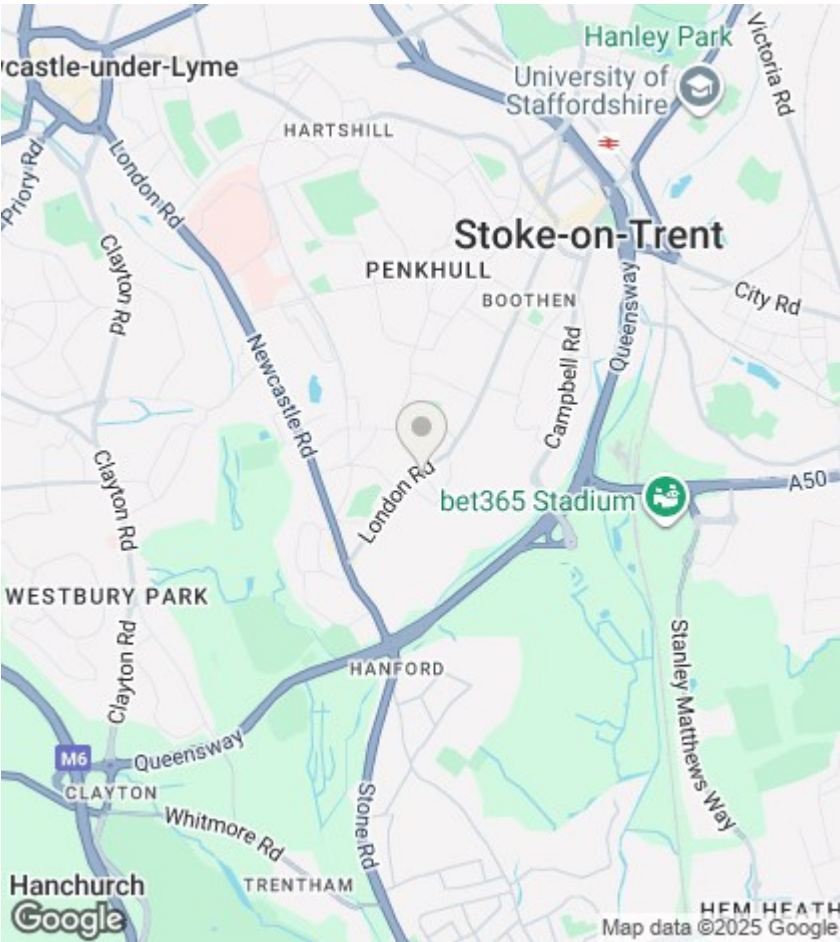 Hanley Park
Victoria Rd
University of
Staffordshire
castle-under-Lyme
HARTSHILL
London Rd
Priory Rd
Stoke-on-Trent
Clayton Rd
PENKHULL
BOOTHEN
City Rd
Queensway
Campbell Rd
Newcastle Rd
Clayton Rd
London Rd
bet365 Stadium
A50
WESTBURY PARK
Clayton Rd
HANFORD
Stanley Matthews Way
M6
Queensway
CLAYTON
Whitmore Rd
Stone Rd
Hanchurch
TRENTHAM
HEM HEATH
Google
Map data ©2025 Google